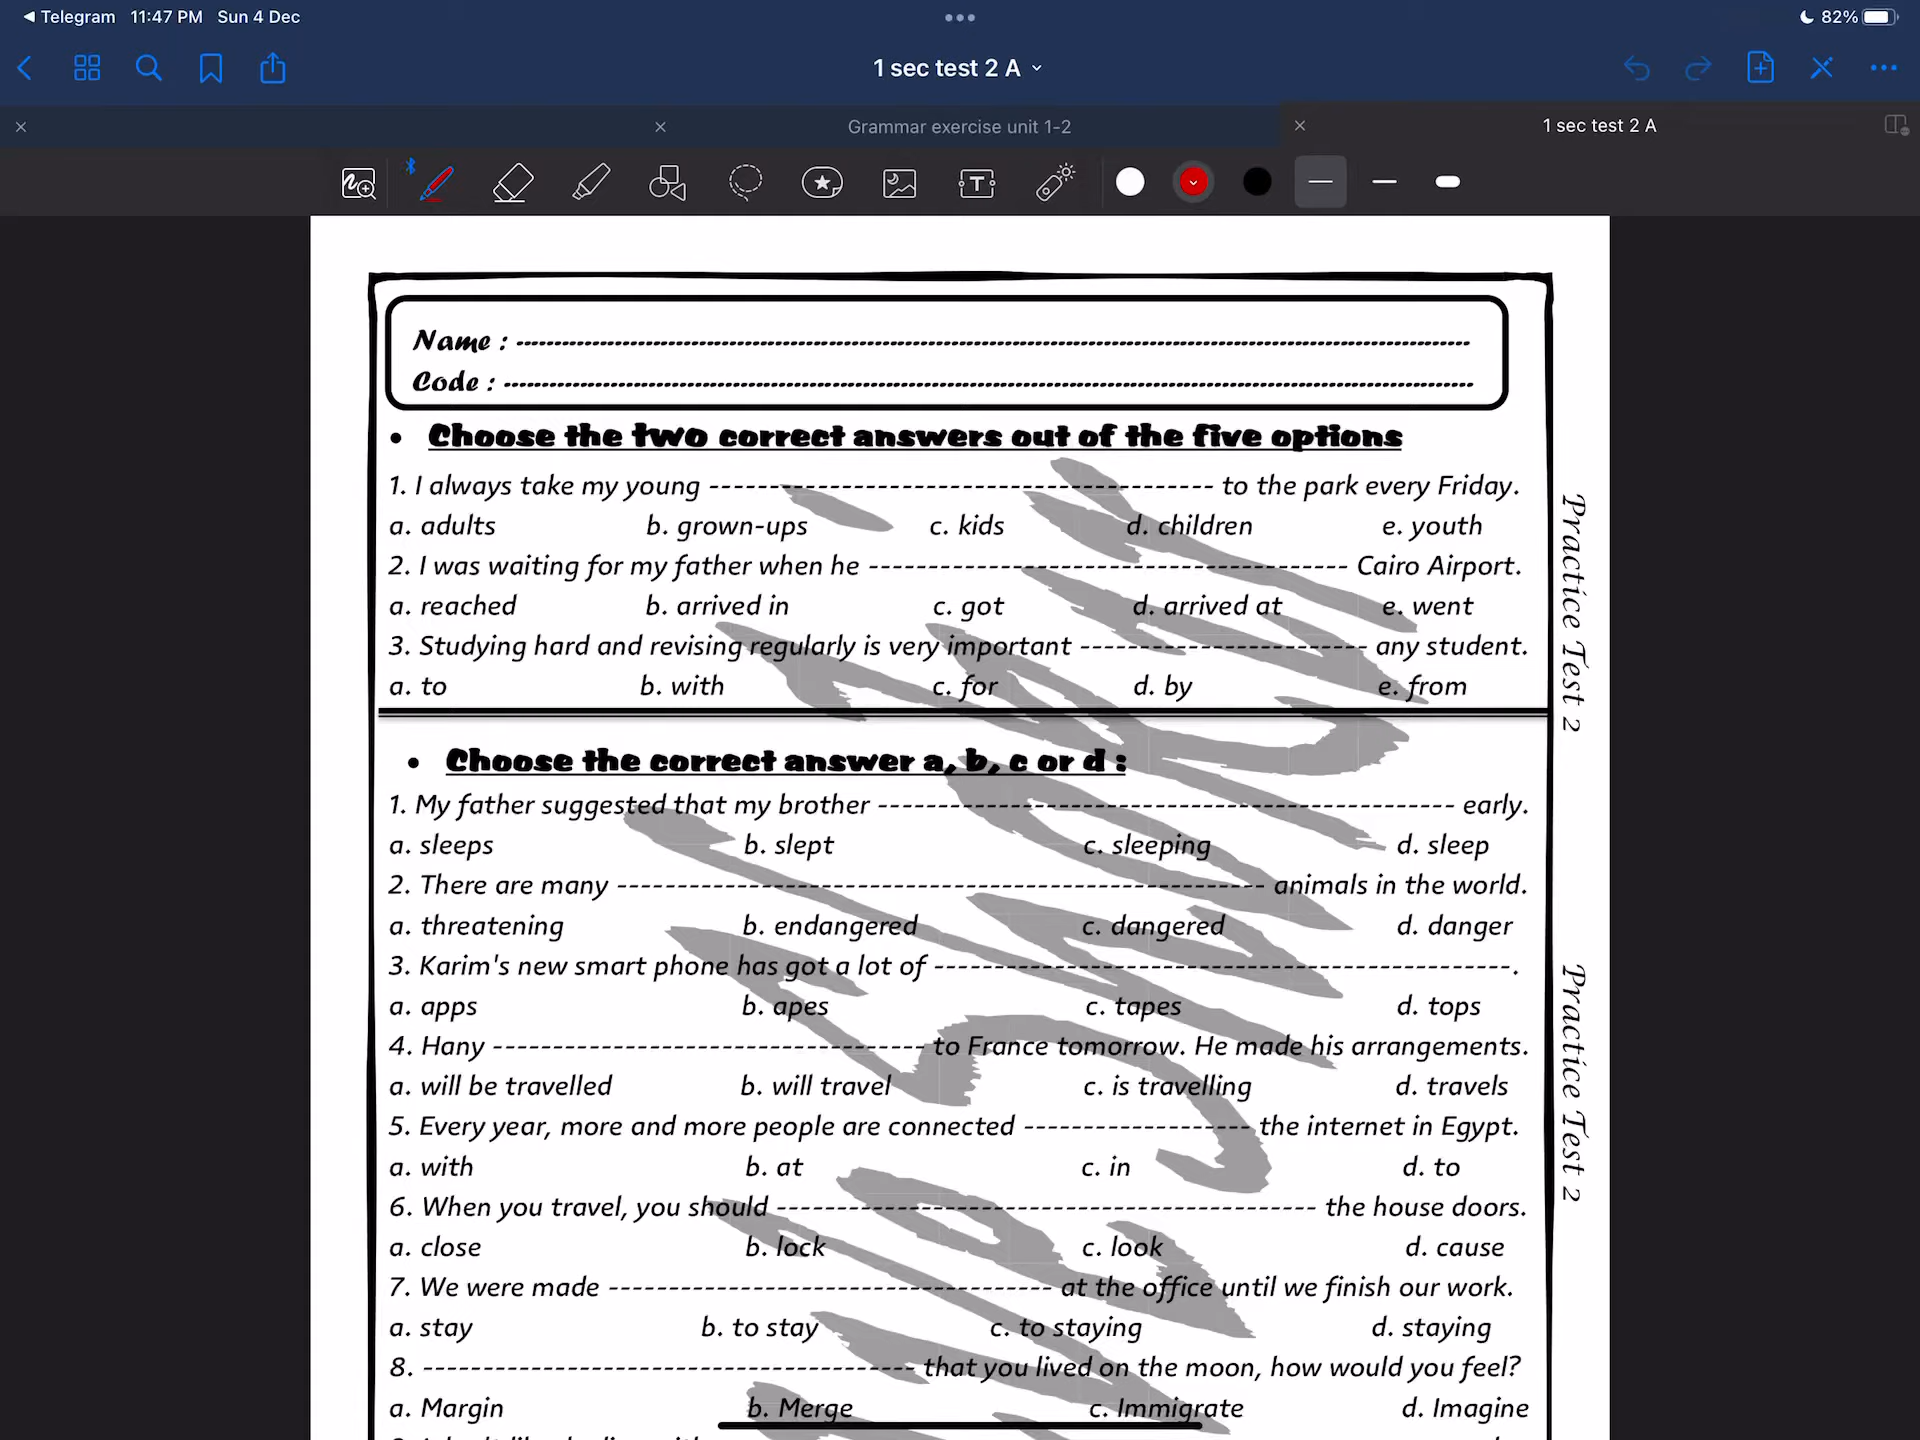 Telegram 11:47 PM Sun 4 Dec 82%
1 sec test 2 A
Grammar exercise unit 1-2
1 sec test 2 A
Name :
Code :
• Choose the two correct answers out of the five options
1. I always take my young ---------- to the park every Friday.
a. adults b. grown-ups c. kids d. children e. youth
2. I was waiting for my father when he ---------- Cairo Airport.
a. reached b. arrived in c. got d. arrived at e. went
3. Studying hard and revising regularly is very important ---------- any student.
a. to b. with c. for d. by e. from
• Choose the correct answer a, b, c or d :
1. My father suggested that my brother ---------- early.
a. sleeps b. slept c. sleeping d. sleep
2. There are many ---------- animals in the world.
a. threatening b. endangered c. dangered d. danger
3. Karim's new smart phone has got a lot of ----------.
a. apps b. apes c. tapes d. tops
4. Hany ---------- to France tomorrow. He made his arrangements.
a. will be travelled b. will travel c. is travelling d. travels
5. Every year, more and more people are connected ---------- the internet in Egypt.
a. with b. at c. in d. to
6. When you travel, you should ---------- the house doors.
a. close b. lock c. look d. cause
7. We were made ---------- at the office until we finish our work.
a. stay b. to stay c. to staying d. staying
8. ---------- that you lived on the moon, how would you feel?
a. Margin b. Merge c. Immigrate d. Imagine
Practice Test 2
Practice Test 2